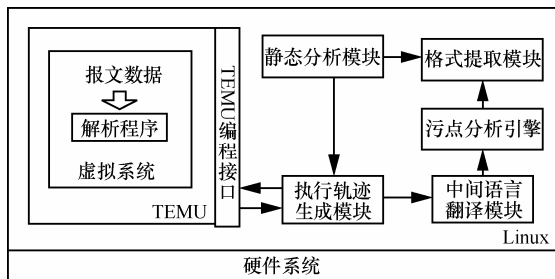 报文数据
解析程序
虚拟系统
TEMU
TEMU编程接口
静态分析模块
格式提取模块
污点分析引擎
执行轨迹
生成模块
中间语言
翻译模块
Linux
硬件系统